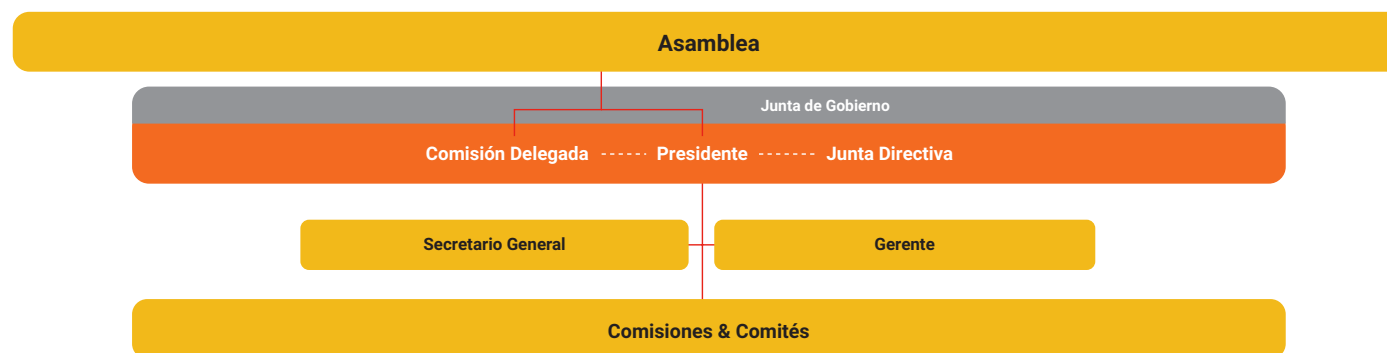 Asamblea
Junta de Gobierno
Comisión Delegada Presidente Junta Directiva
Secretario General Gerente
Comisiones & Comités